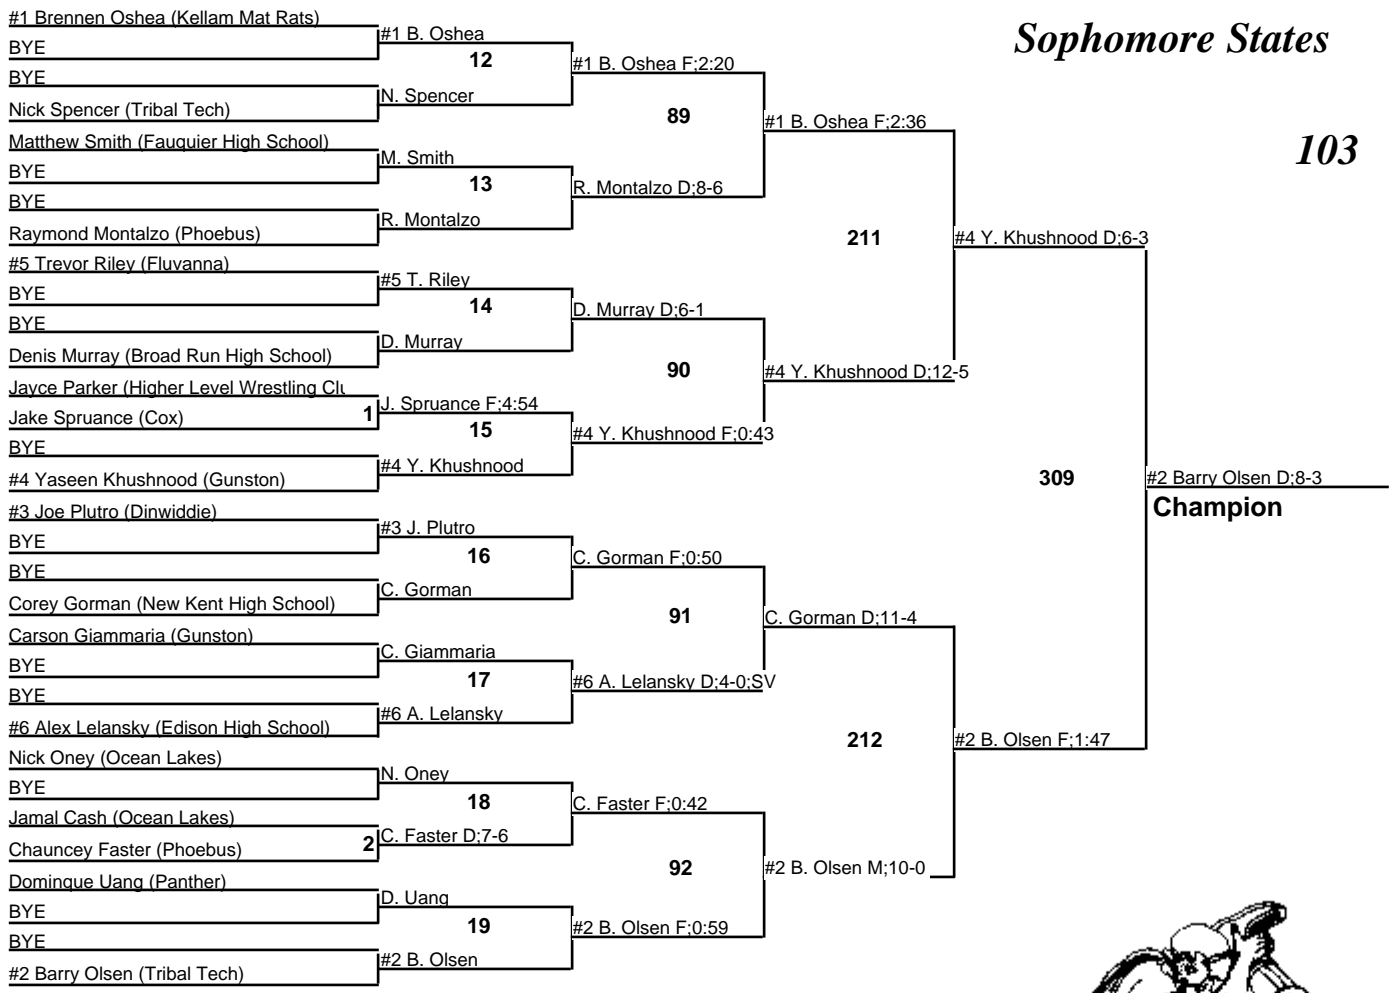 #1 Brennen Oshea (Kellam Mat Rats)
BYE
BYE
Nick Spencer (Tribal Tech)
Matthew Smith (Fauquier High School)
BYE
BYE
Raymond Montalzo (Phoebus)
#5 Trevor Riley (Fluvanna)
BYE
BYE
Denis Murray (Broad Run High School)
Jayce Parker (Higher Level Wrestling Clu
Jake Spruance (Cox)
1
BYE
#4 Yaseen Khushnood (Gunston)
#3 Joe Plutro (Dinwiddie)
BYE
BYE
Corey Gorman (New Kent High School)
Carson Giammaria (Gunston)
BYE
BYE
#6 Alex Lelansky (Edison High School)
Nick Oney (Ocean Lakes)
BYE
Jamal Cash (Ocean Lakes)
Chauncey Faster (Phoebus)
2
Dominque Uang (Panther)
BYE
BYE
#2 Barry Olsen (Tribal Tech)
#1 B. Oshea
12
N. Spencer
M. Smith
13
R. Montalzo
#5 T. Riley
14
D. Murray
J. Spruance F;4:54
15
#4 Y. Khushnood
#3 J. Plutro
16
C. Gorman
C. Giammaria
17
#6 A. Lelansky
N. Oney
18
C. Faster D;7-6
D. Uang
19
#2 B. Olsen
#1 B. Oshea F;2:20
89
R. Montalzo D;8-6
D. Murray D;6-1
90
#4 Y. Khushnood F;0:43
C. Gorman F;0:50
91
#6 A. Lelansky D;4-0;SV
C. Faster F;0:42
92
#2 B. Olsen F;0:59
#1 B. Oshea F;2:36
211
#4 Y. Khushnood D;12-5
C. Gorman D;11-4
212
#2 B. Olsen M;10-0
#4 Y. Khushnood D;6-3
309
#2 B. Olsen F;1:47
#2 Barry Olsen D;8-3
Champion
Sophomore States
103